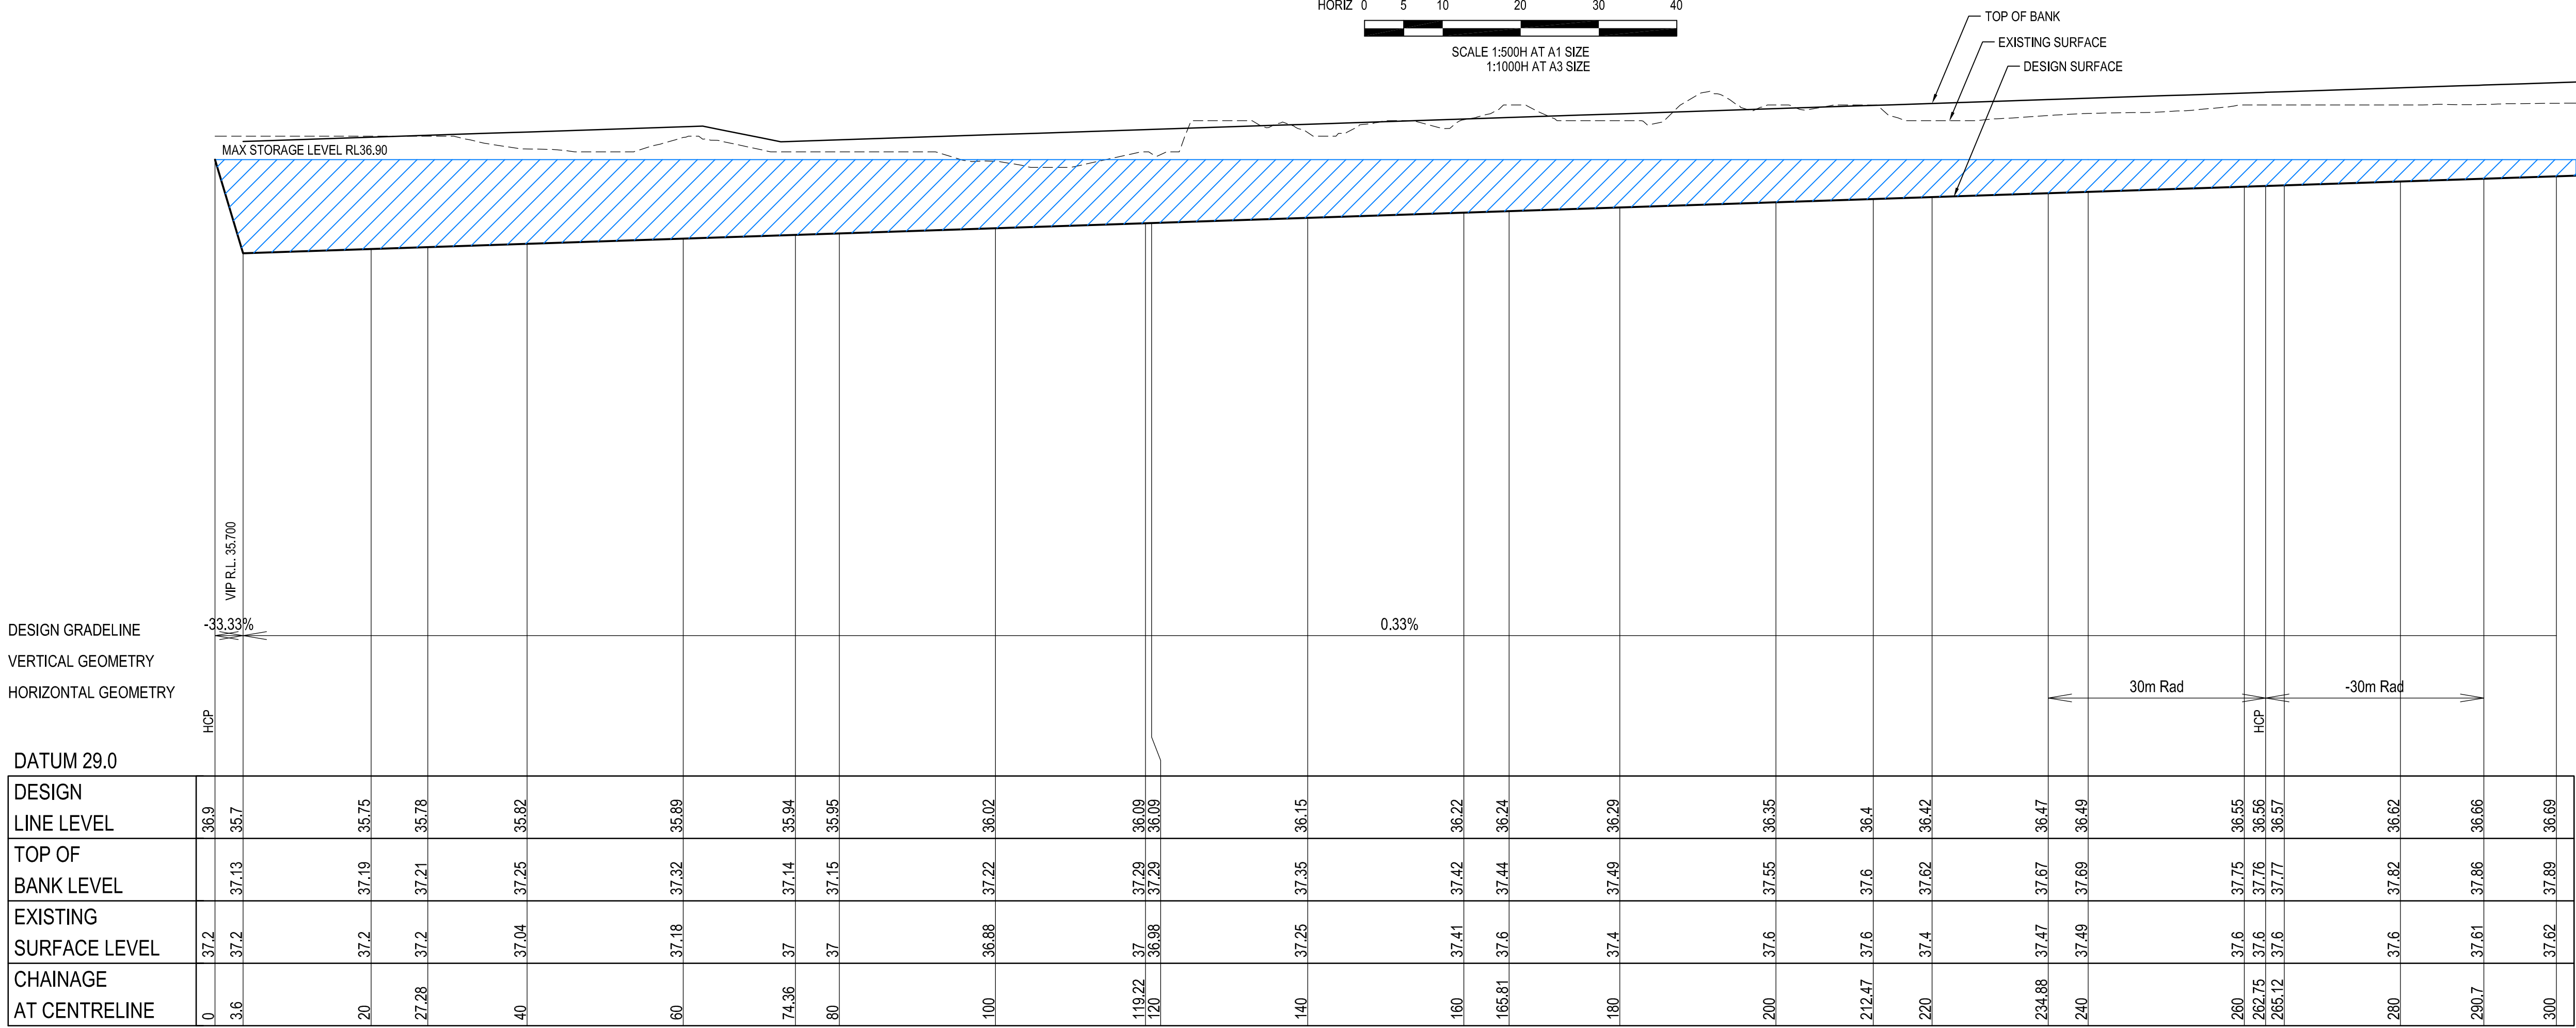 HORIZ 0 5 10 20 30 40
SCALE 1:500H AT A1 SIZE
1:1000H AT A3 SIZE
TOP OF BANK
EXISTING SURFACE
DESIGN SURFACE
MAX STORAGE LEVEL RL36.90
VIP R.L. 35.700
DESIGN GRADELINE -33.33% 0.33%
VERTICAL GEOMETRY
HORIZONTAL GEOMETRY 30m Rad -30m Rad
HCP HCP
DATUM 29.0
DESIGN
LINE LEVEL 36.9 35.7 35.75 35.78 35.82 35.89 35.94 35.95 36.02 36.09 36.09 36.15 36.22 36.24 36.29 36.35 36.4 36.42 36.47 36.49 36.55 36.56 36.57 36.62 36.66 36.69
TOP OF
BANK LEVEL 37.13 37.19 37.21 37.25 37.32 37.14 37.15 37.22 37.29 37.29 37.35 37.42 37.44 37.49 37.55 37.6 37.62 37.67 37.69 37.75 37.76 37.77 37.82 37.86 37.89
EXISTING
SURFACE LEVEL 37.2 37.2 37.2 37.2 37.04 37.18 37 37 36.88 37 36.98 37.25 37.41 37.6 37.4 37.6 37.6 37.4 37.47 37.49 37.6 37.6 37.6 37.6 37.61 37.62
CHAINAGE
AT CENTRELINE 0 3.6 20 27.28 40 60 74.36 80 100 119.22 120 140 160 165.81 180 200 212.47 220 234.88 240 260 262.75 265.12 280 290.7 300